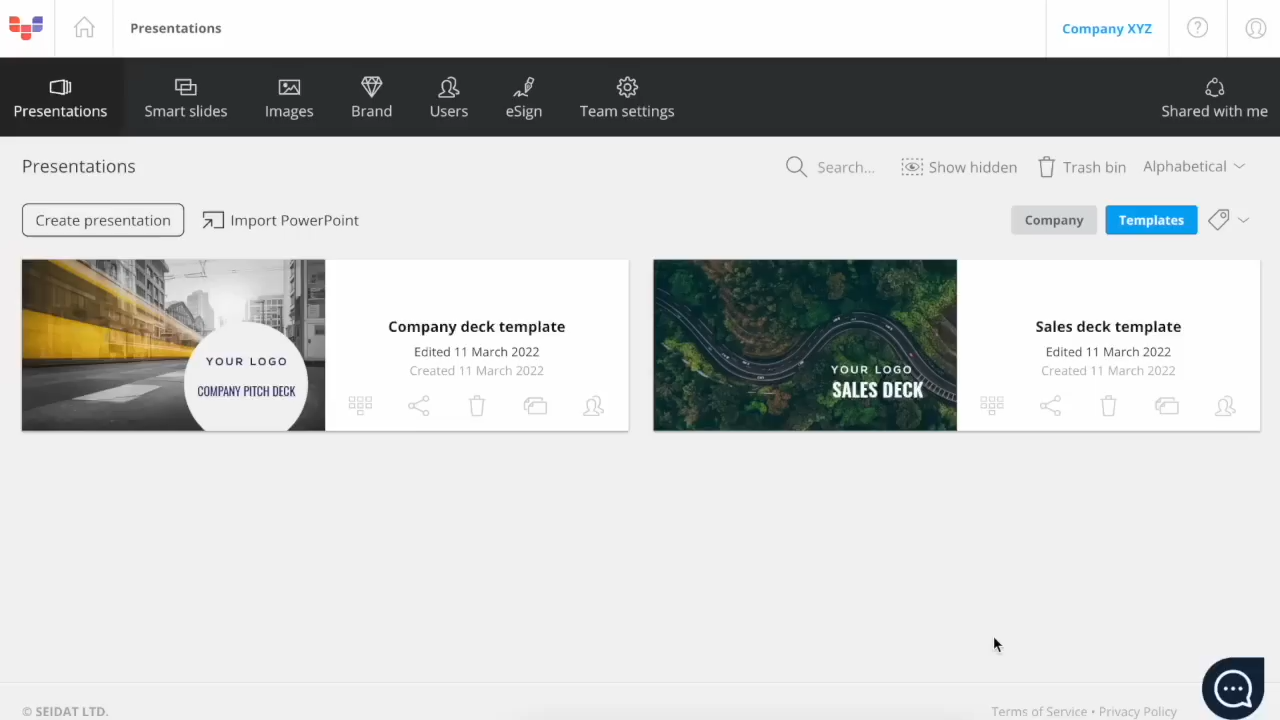 Presentations
Company XYZ
Presentations
Smart slides
Images
Brand
Users
eSign
Team settings
Shared with me
Presentations
Search...
Show hidden
Trash bin
Alphabetical
Create presentation
Import PowerPoint
Company
Templates
YOUR LOGO
COMPANY PITCH DECK
Company deck template
Edited 11 March 2022
Created 11 March 2022
YOUR LOGO
SALES DECK
Sales deck template
Edited 11 March 2022
Created 11 March 2022
© SEIDAT LTD.
Terms of Service • Privacy Policy